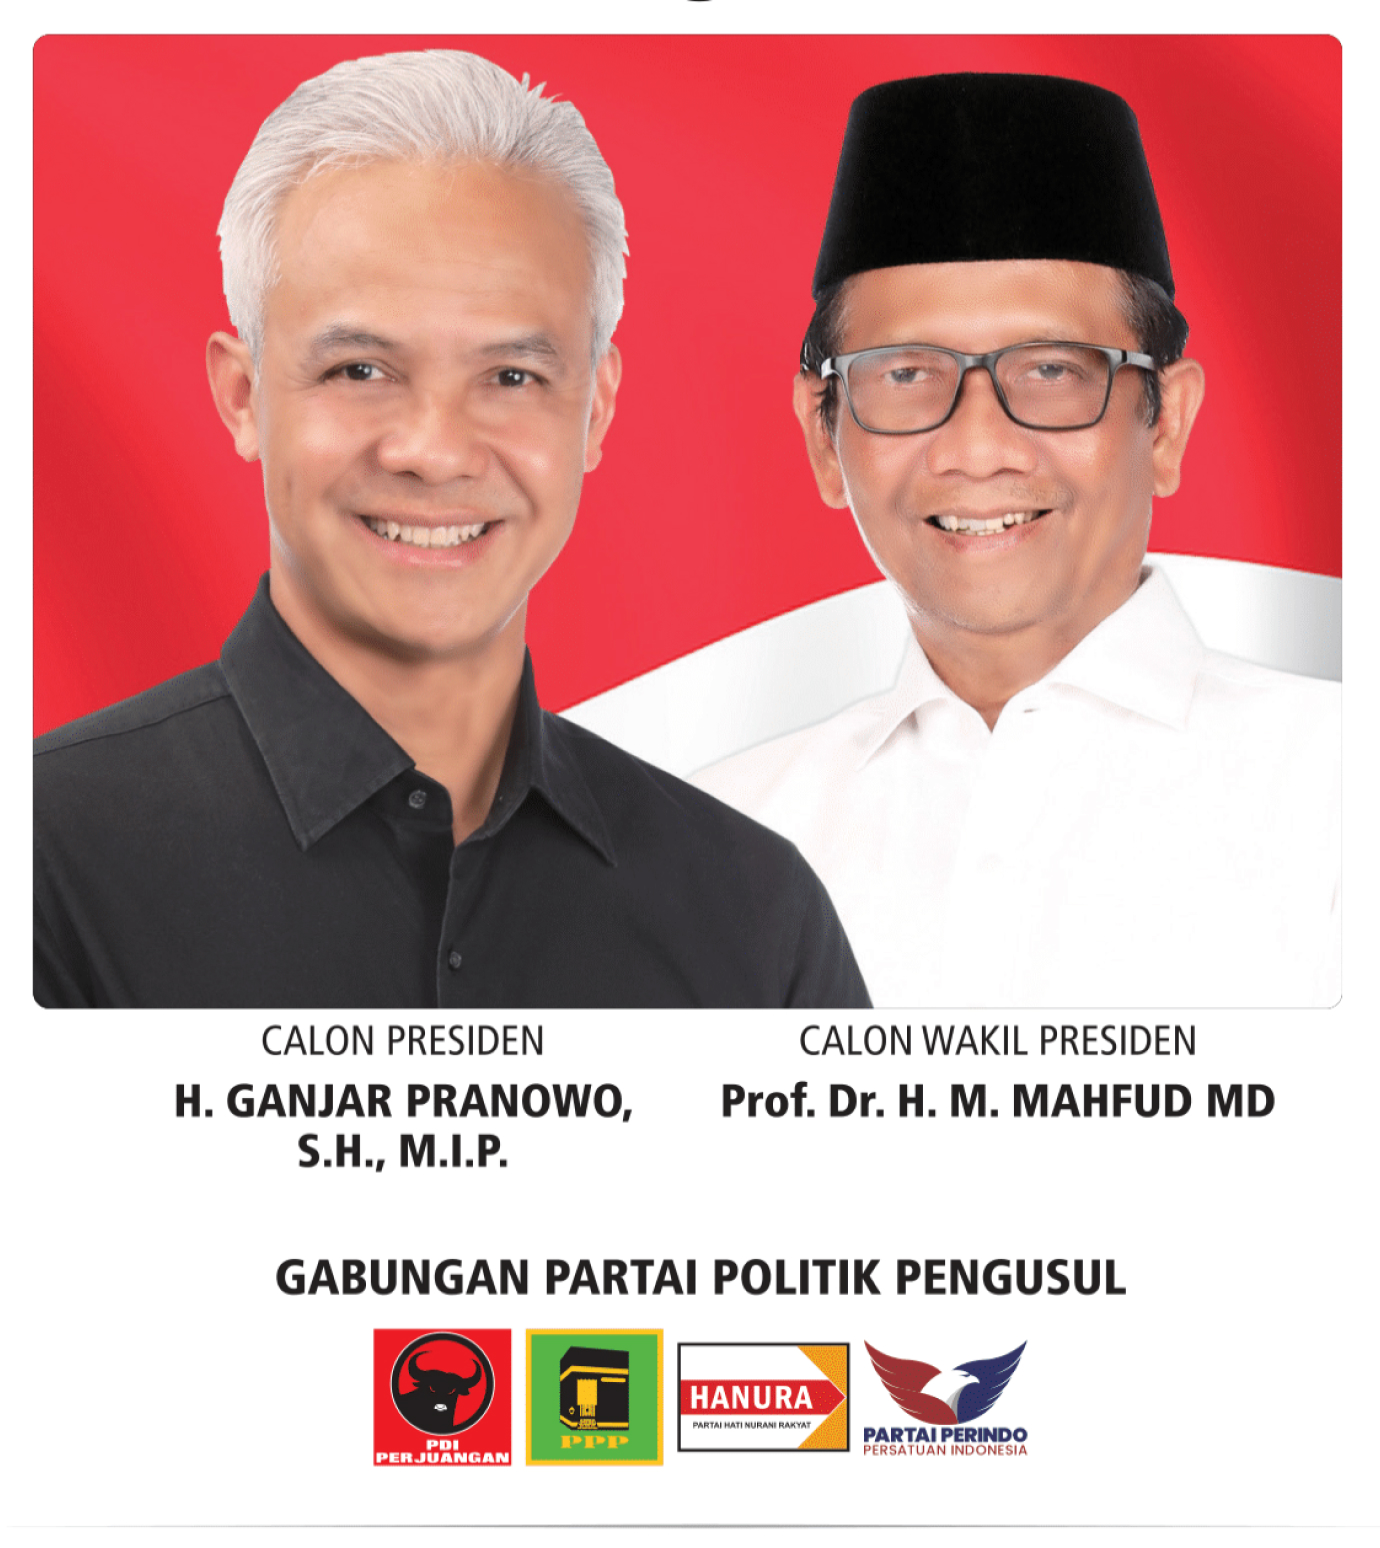 CALON PRESIDEN
H. GANJAR PRANOWO,
S.H., M.I.P.
CALON WAKIL PRESIDEN
Prof. Dr. H. M. MAHFUD MD
GABUNGAN PARTAI POLITIK PENGUSUL
PDI
PERJUANGAN
PPP
HANURA
PARTAI HATI NURANI RAKYAT
PARTAI PERINDO
PERSATUAN INDONESIA